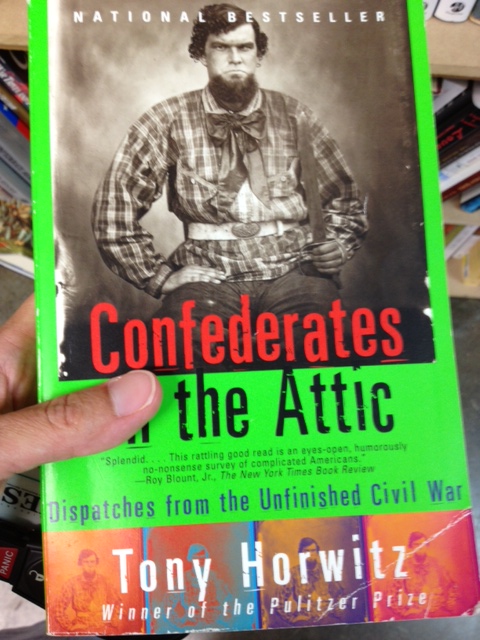 NATIONAL BESTSELLER
Confederates
the Attic
"Splendid. . . . This rattling good read is an eyes-open, humorously
no-nonsense survey of complicated Americans."
—Roy Blount, Jr., The New York Times Book Review
Dispatches from the Unfinished Civil War
Tony Horwitz
Winner of the Pulitzer Prize
PANIC